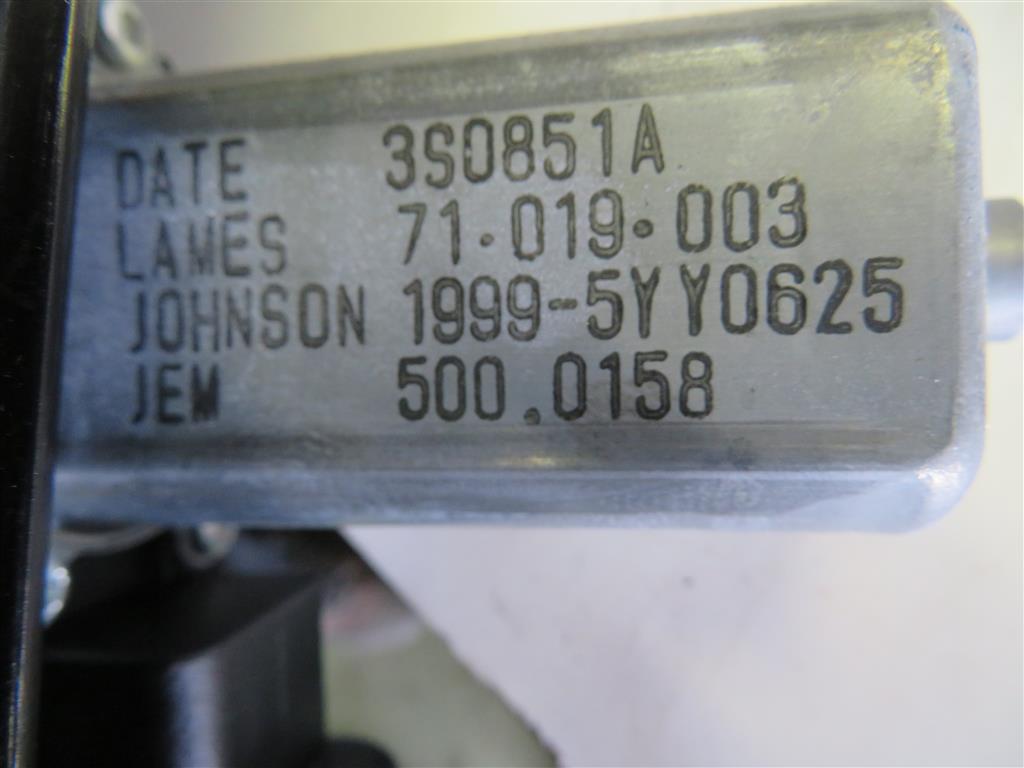 DATE 3S0851A
LAMES 71.019.003
JOHNSON 1999-5YY0625
JEM 500.0158